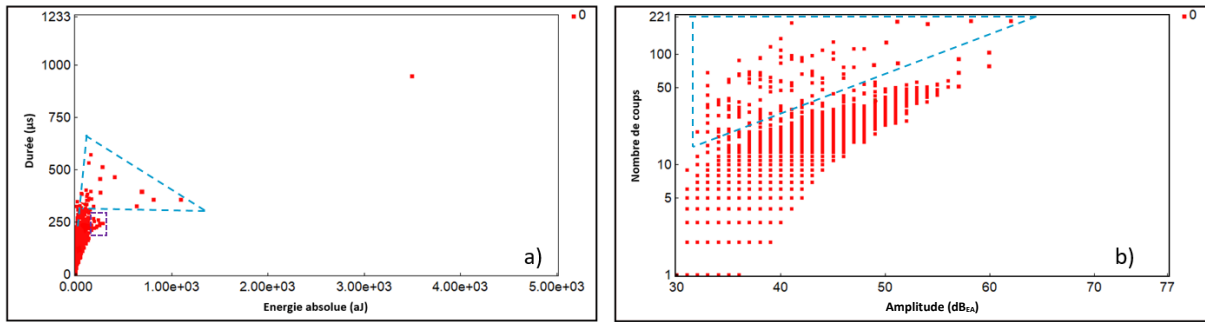 1233
1000
750
500
250
0
Durée (µs)
0.000 1.00e+03 2.00e+03 3.00e+03 4.00e+03 5.00e+03
Energie absolue (aJ)
0
a)
221
100
50
10
5
1
Nombre de coups
30 40 50 60 70 77
Amplitude (dBEA)
0
b)